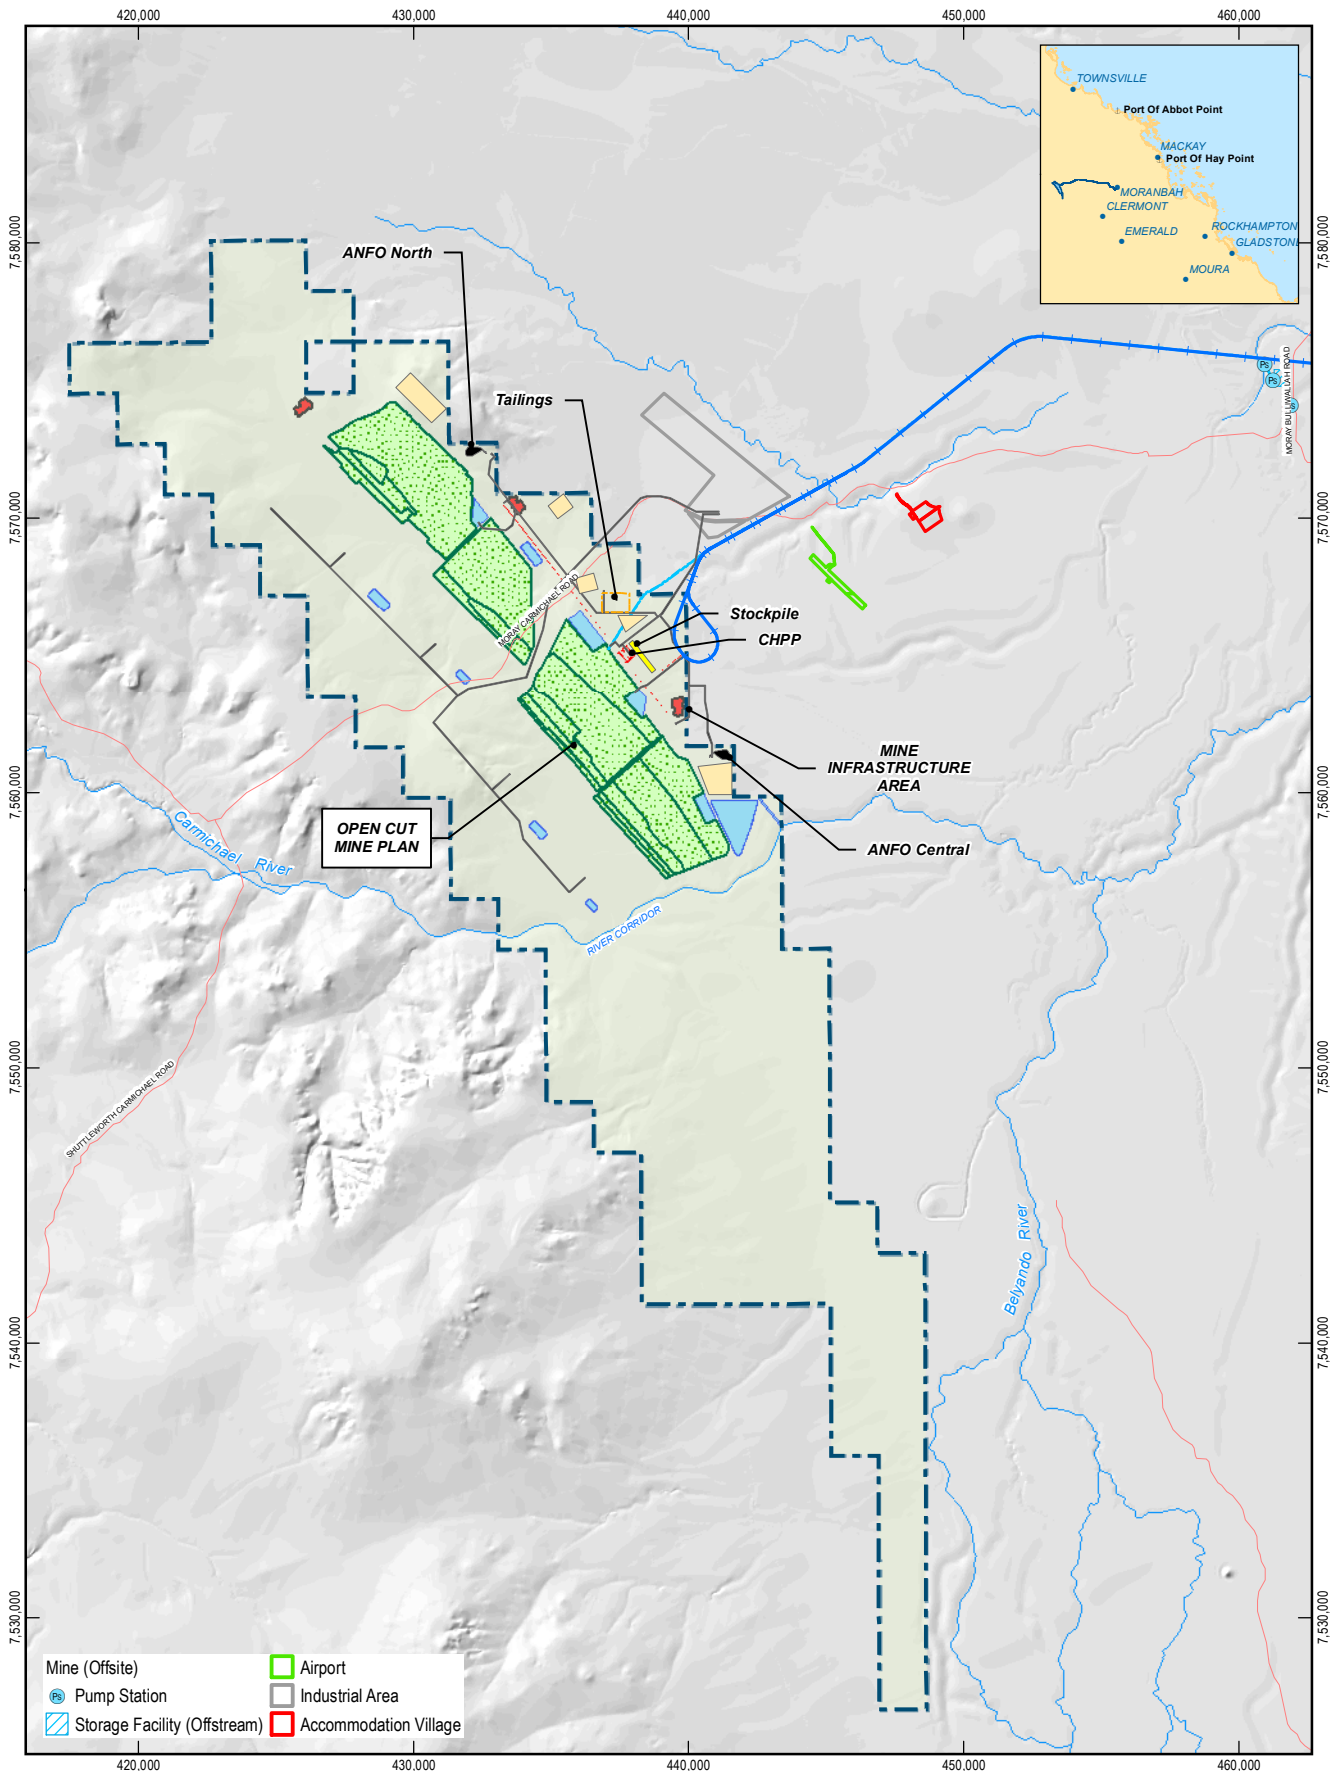 420,000
430,000
440,000
450,000
460,000
TOWNSVILLE
Port Of Abbot Point
MACKAY
Port Of Hay Point
MORANBAH
CLERMONT
EMERALD
ROCKHAMPTON
GLADSTONE
MOURA
7,580,000
7,580,000
ANFO North
Tailings
Ps
Ps
MORAY BULLIWALLAH ROAD
7,570,000
7,570,000
MORAY CARMICHAEL ROAD
Stockpile
CHPP
MINE
INFRASTRUCTURE
AREA
7,560,000
7,560,000
OPEN CUT
MINE PLAN
ANFO Central
Carmichael River
RIVER CORRIDOR
7,550,000
7,550,000
SHUTTLEWORTH CARMICHAEL ROAD
Belyando River
7,540,000
7,540,000
7,530,000
7,530,000
Mine (Offsite)
Ps Pump Station
Storage Facility (Offstream)
Airport
Industrial Area
Accommodation Village
420,000
430,000
440,000
450,000
460,000